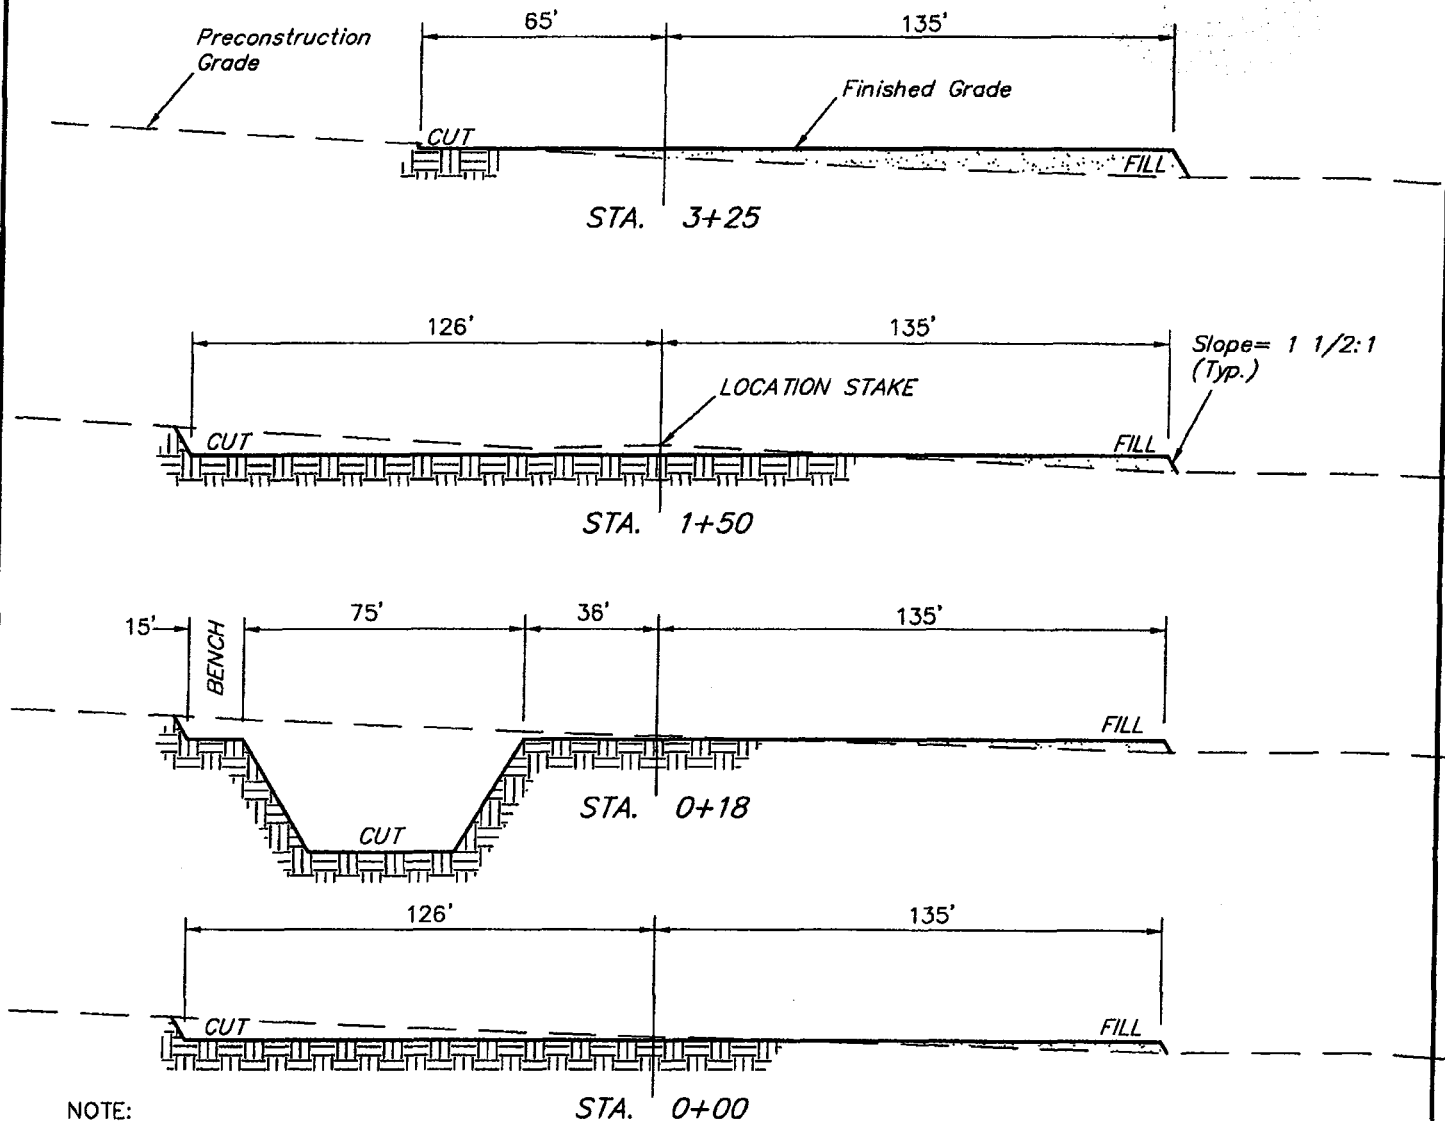 65'
135'
Preconstruction
Grade
Finished Grade
CUT
FILL
STA. 3+25
126'
135'
Slope= 1 1/2:1
(Typ.)
LOCATION STAKE
CUT
FILL
STA. 1+50
15'
BENCH
75'
36'
135'
FILL
CUT
STA. 0+18
126'
135'
CUT
FILL
NOTE:
STA. 0+00